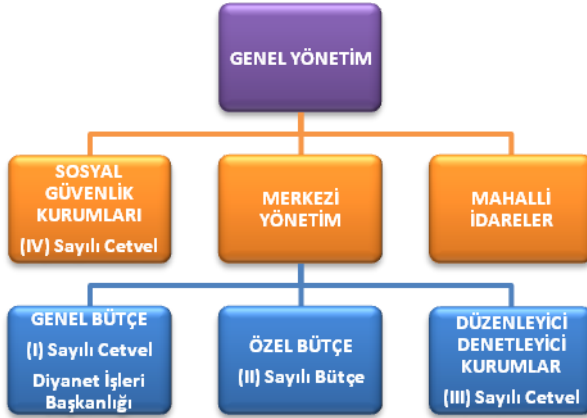 GENEL YÖNETİM
SOSYAL
GÜVENLİK
KURUMLARI
(IV) Sayılı Cetvel
MERKEZİ
YÖNETİM
MAHALLİ
İDARELER
GENEL BÜTÇE
(I) Sayılı Cetvel
Diyanet İşleri
Başkanlığı
ÖZEL BÜTÇE
(II) Sayılı Bütçe
DÜZENLEYİCİ
DENETLEYİCİ
KURUMLAR
(III) Sayılı Cetvel